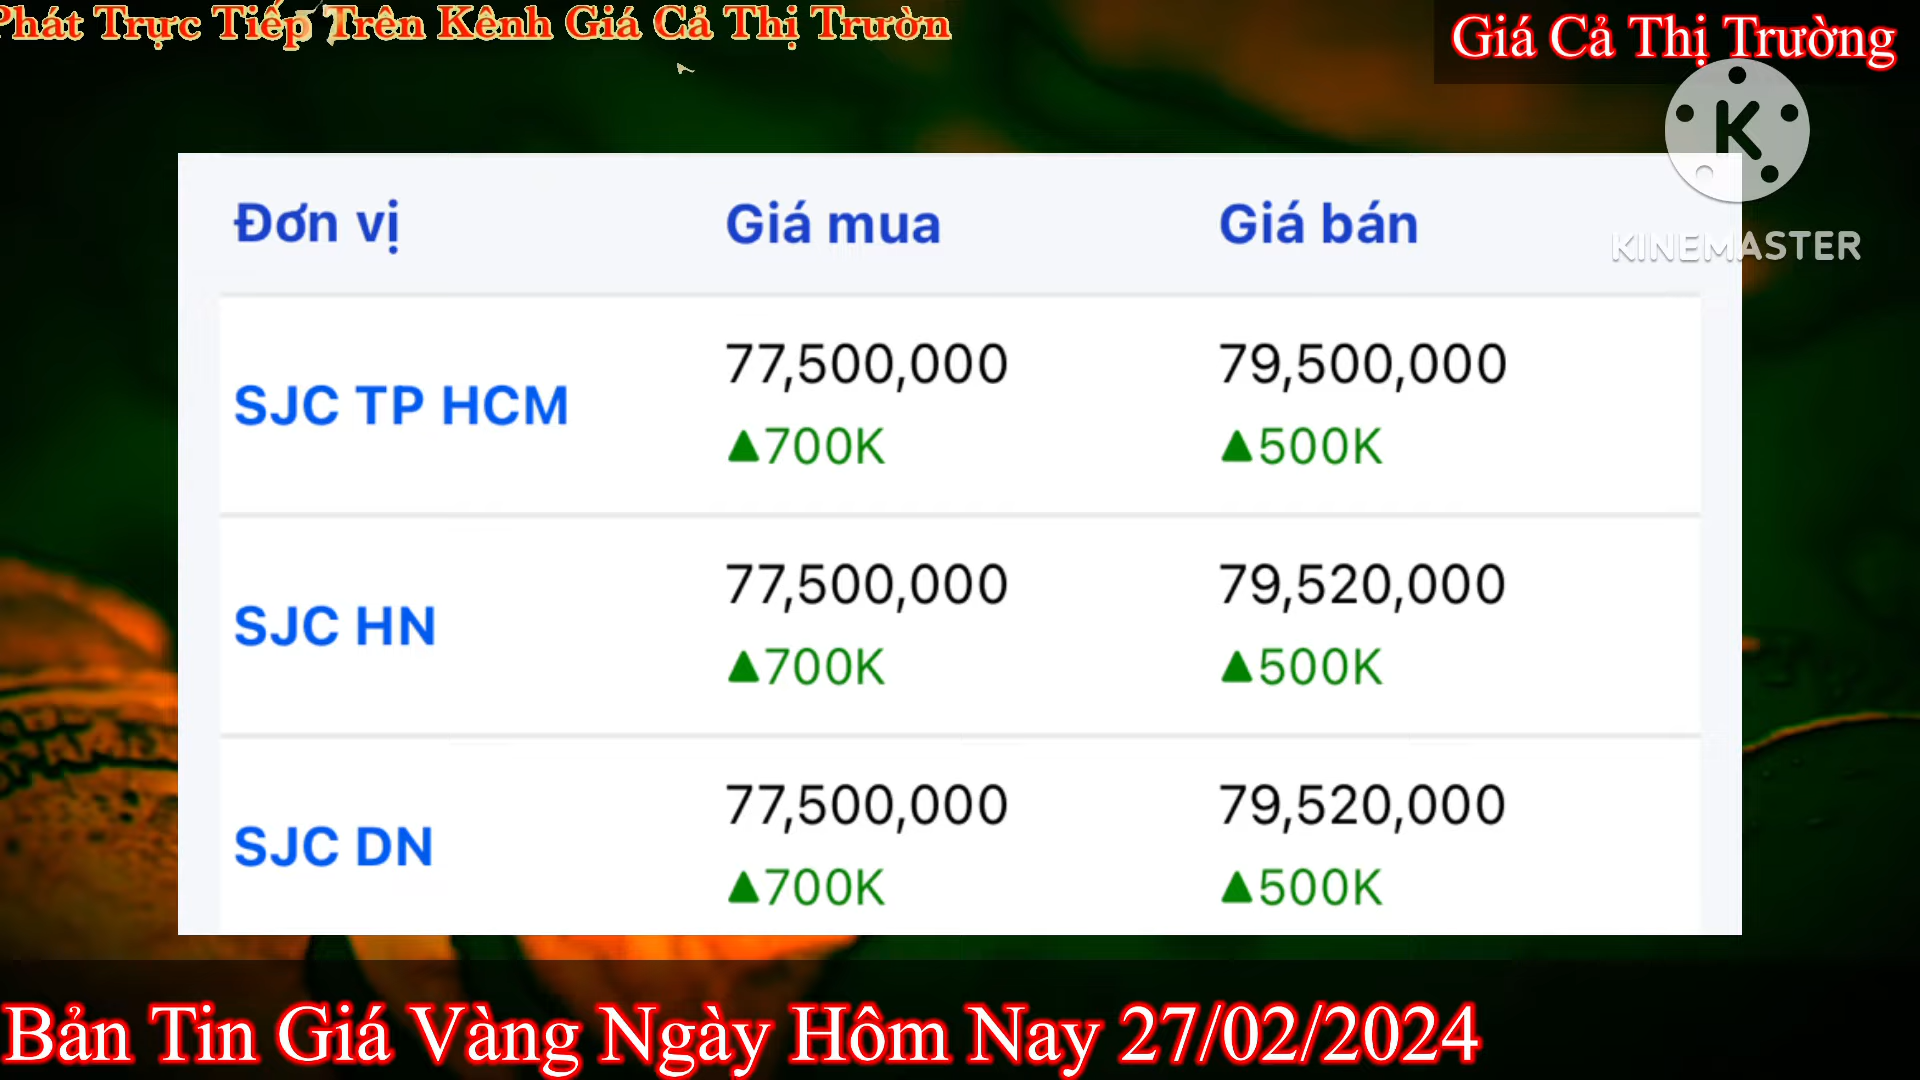 Phát Trực Tiếp Trên Kênh Giá Cả Thị Trườn
Giá Cả Thị Trường
K
KINEMASTER
Đơn vị Giá mua Giá bán
SJC TP HCM 77,500,000 79,500,000
▲700K ▲500K
SJC HN 77,500,000 79,520,000
▲700K ▲500K
SJC DN 77,500,000 79,520,000
▲700K ▲500K
Bản Tin Giá Vàng Ngày Hôm Nay 27/02/2024